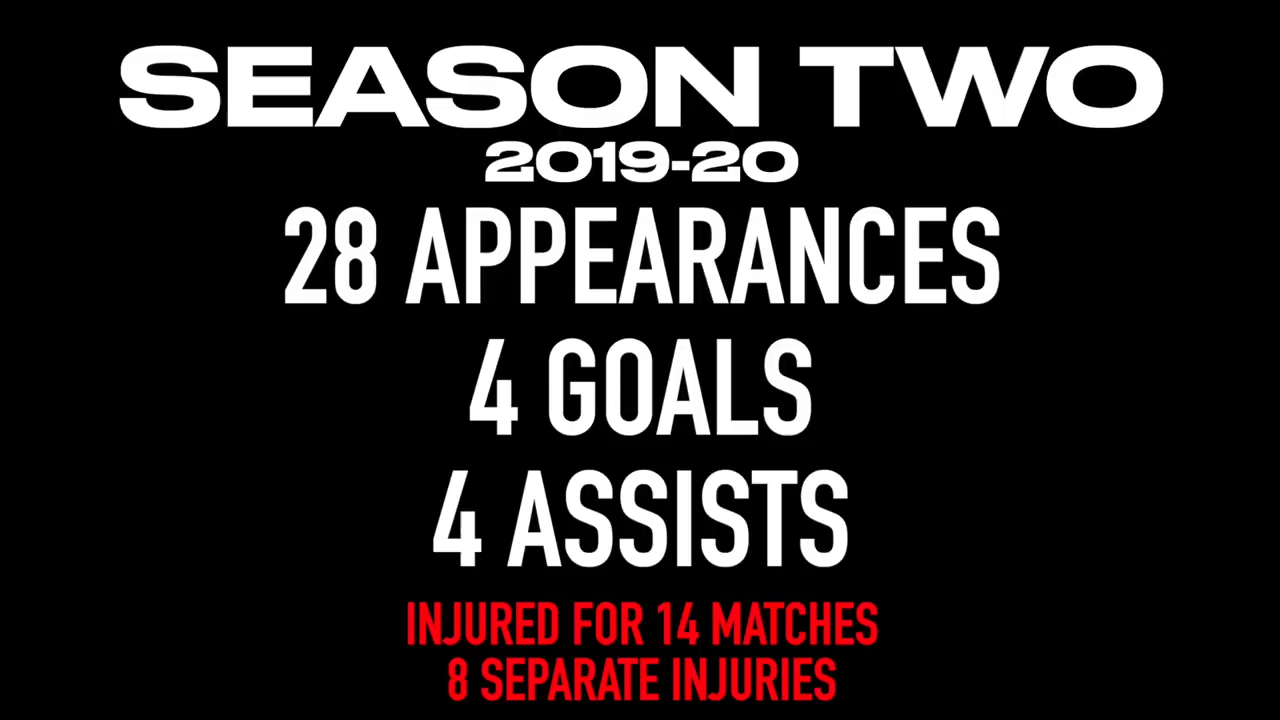 SEASON TWO
2019-20
28 APPEARANCES
4 GOALS
4 ASSISTS
INJURED FOR 14 MATCHES
8 SEPARATE INJURIES